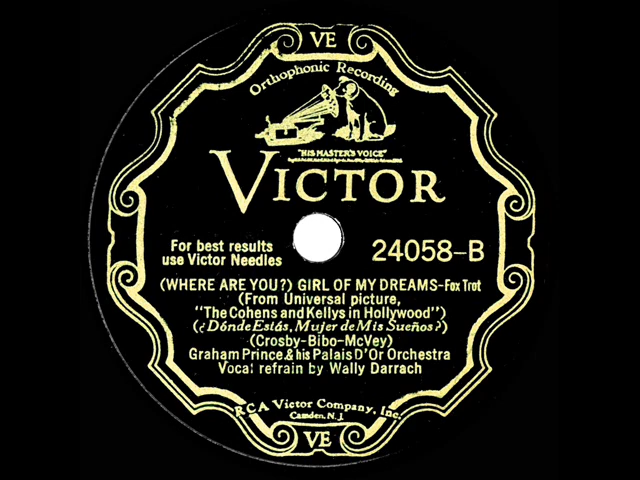 VE
Orthophonic Recording
"HIS MASTER'S VOICE"
VICTOR
For best results
use Victor Needles
24058-B
(WHERE ARE YOU?) GIRL OF MY DREAMS-Fox Trot
(From Universal picture,
"The Cohens and Kellys in Hollywood")
(¿Dónde Estás, Mujer de Mis Sueños?)
(Crosby-Bibo-McVey)
Graham Prince & his Palais D'Or Orchestra
Vocal refrain by Wally Darrach
RCA Victor Company, Inc.
Camden, N.J.
VE